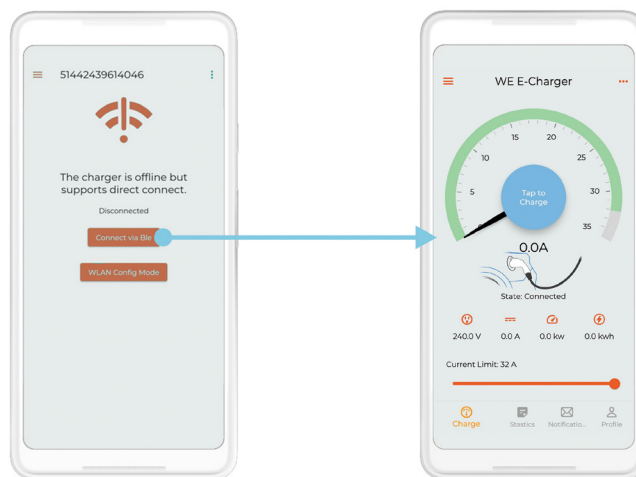 51442439614046
The charger is offline but
supports direct connect.
Disconnected
Connect via Ble
WLAN Config Mode
WE E-Charger
5
10
15
20
25
30
35
Tap to
Charge
0.0A
State: Connected
240.0 V
0.0 A
0.0 kw
0.0 kwh
Current Limit: 32 A
Charge
Stastics
Notificatio...
Profile